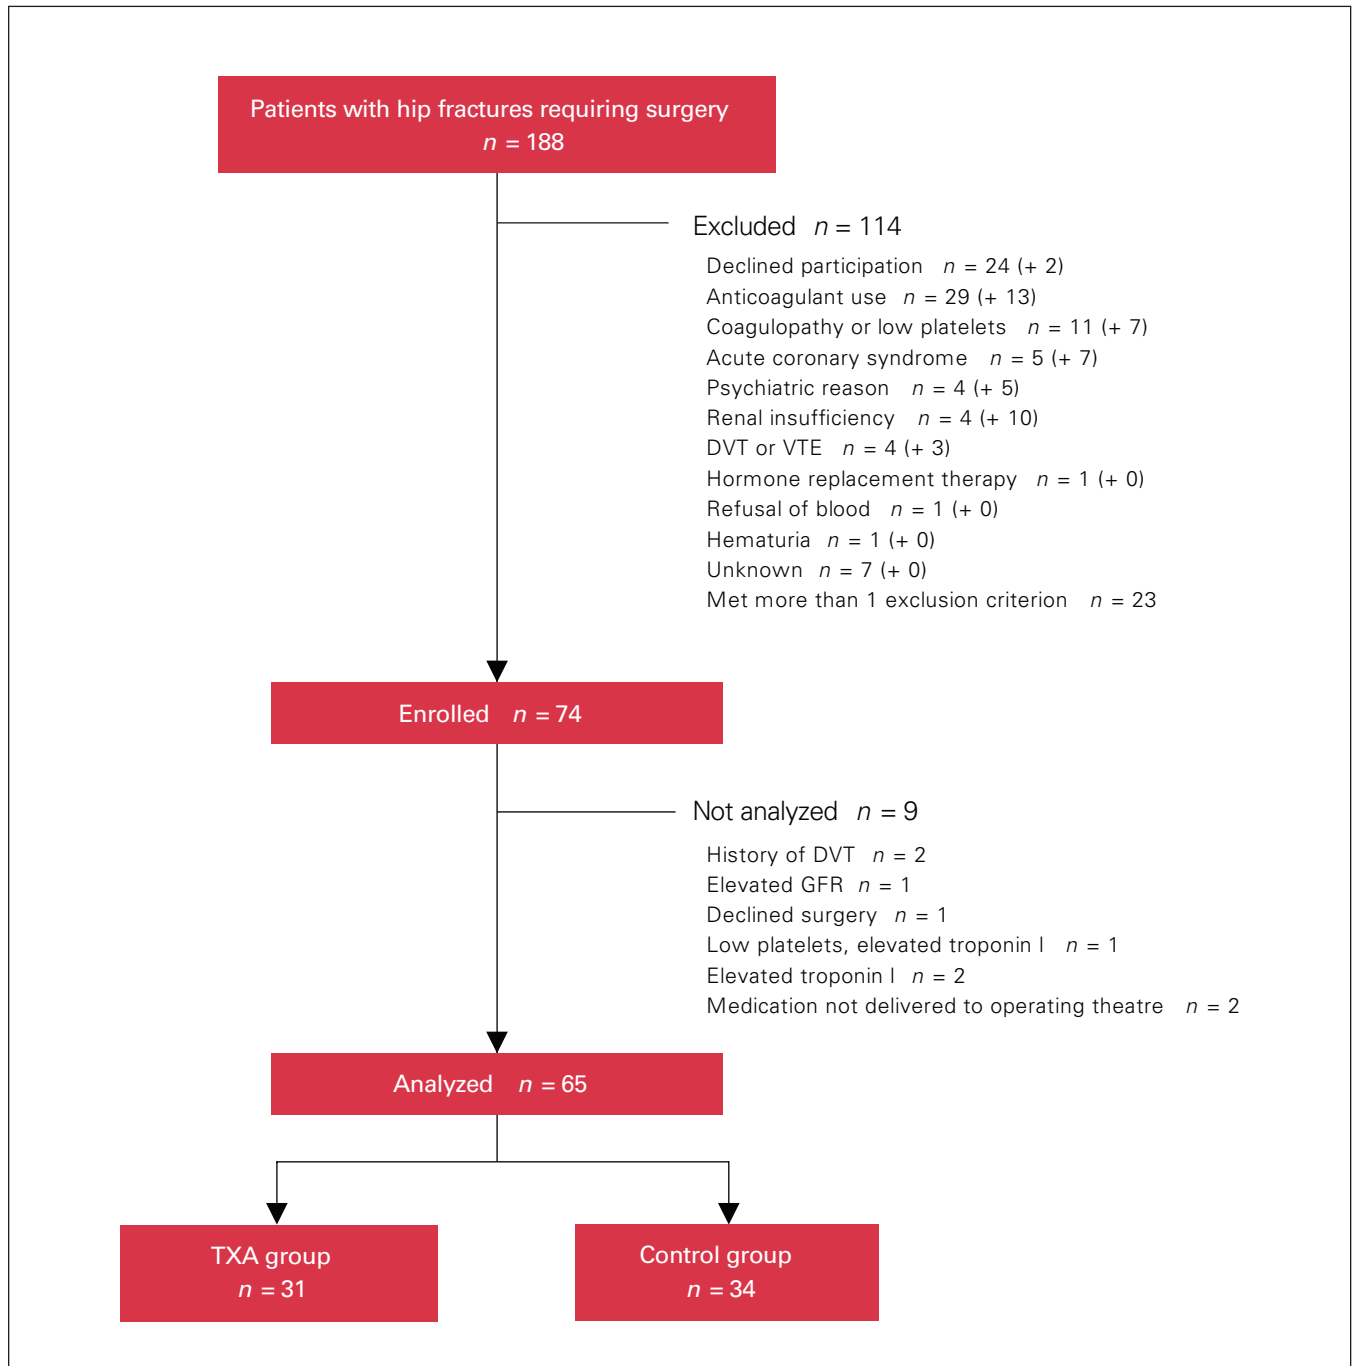 Patients with hip fractures requiring surgery
n = 188
Excluded n = 114
Declined participation n = 24 (+ 2)
Anticoagulant use n = 29 (+ 13)
Coagulopathy or low platelets n = 11 (+ 7)
Acute coronary syndrome n = 5 (+ 7)
Psychiatric reason n = 4 (+ 5)
Renal insufficiency n = 4 (+ 10)
DVT or VTE n = 4 (+ 3)
Hormone replacement therapy n = 1 (+ 0)
Refusal of blood n = 1 (+ 0)
Hematuria n = 1 (+ 0)
Unknown n = 7 (+ 0)
Met more than 1 exclusion criterion n = 23
Enrolled n = 74
Not analyzed n = 9
History of DVT n = 2
Elevated GFR n = 1
Declined surgery n = 1
Low platelets, elevated troponin I n = 1
Elevated troponin I n = 2
Medication not delivered to operating theatre n = 2
Analyzed n = 65
TXA group
n = 31
Control group
n = 34